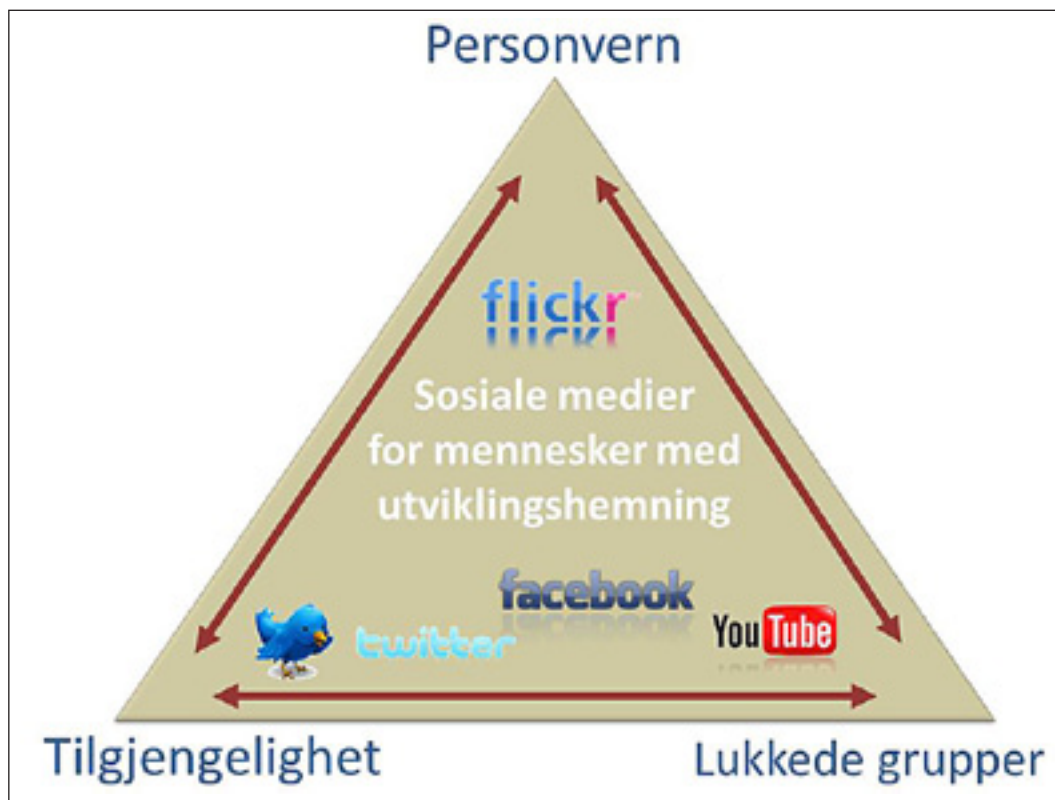 Personvern
flickr
Sosiale medier
for mennesker med
utviklingshemning
facebook
twitter
YouTube
Tilgjengelighet
Lukkede grupper